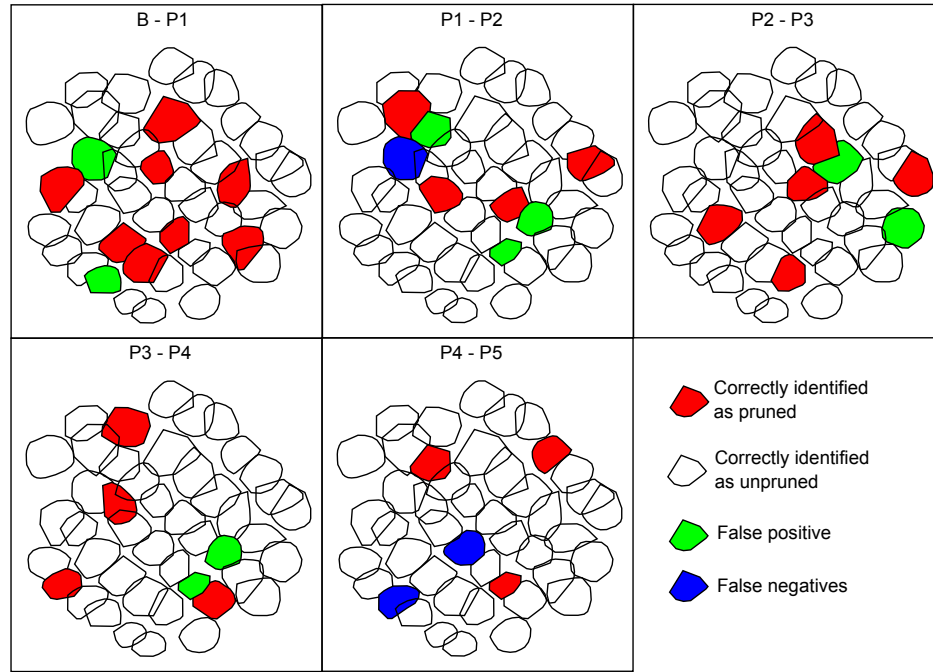 B - P1
P1 - P2
P2 - P3
P3 - P4
P4 - P5
Correctly identified
as pruned
Correctly identified
as unpruned
False positive
False negatives